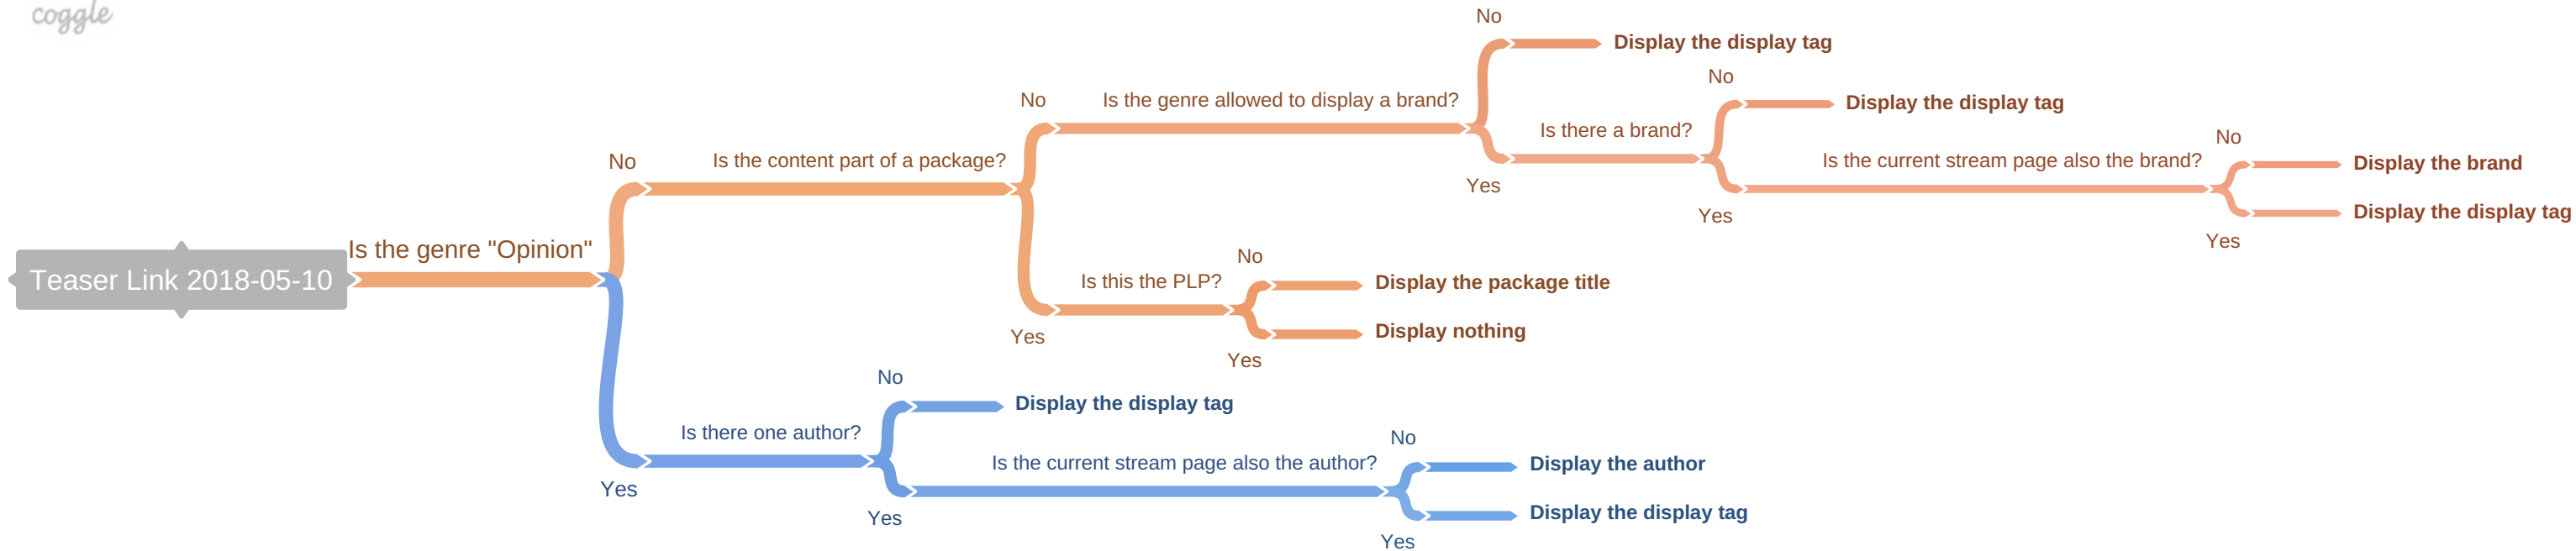 coggle
Teaser Link 2018-05-10
Is the genre "Opinion"
No
Is the content part of a package?
No
Is the genre allowed to display a brand?
No
Display the display tag
Yes
Is there a brand?
No
Display the display tag
Yes
Is the current stream page also the brand?
No
Display the brand
Yes
Display the display tag
Yes
Is this the PLP?
No
Display the package title
Yes
Display nothing
Yes
Is there one author?
No
Display the display tag
Yes
Is the current stream page also the author?
No
Display the author
Yes
Display the display tag